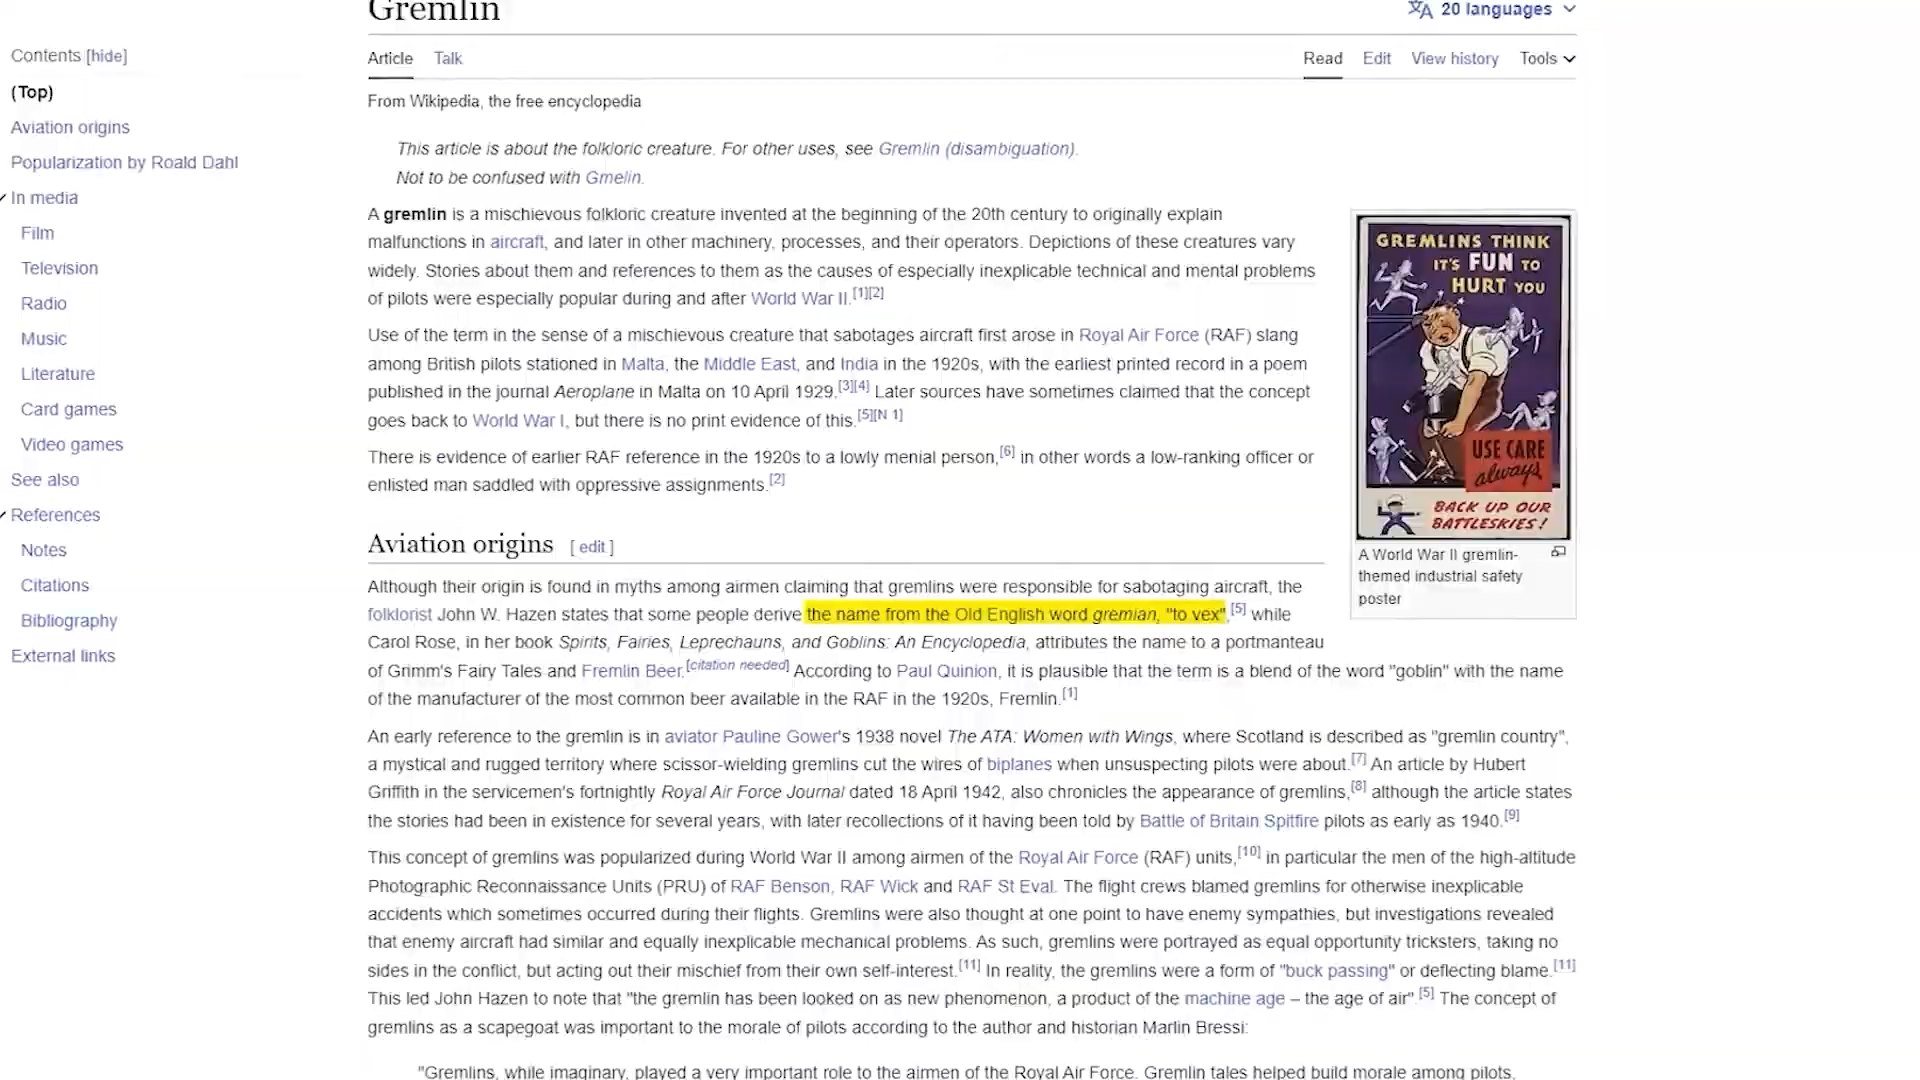 Gremlin
20 languages
Contents [hide]
(Top)
Aviation origins
Popularization by Roald Dahl
In media
Film
Television
Radio
Music
Literature
Card games
Video games
See also
References
Notes
Citations
Bibliography
External links
Article Talk
Read Edit View history Tools
From Wikipedia, the free encyclopedia
This article is about the folkloric creature. For other uses, see Gremlin (disambiguation).
Not to be confused with Gmelin.
A gremlin is a mischievous folkloric creature invented at the beginning of the 20th century to originally explain
malfunctions in aircraft, and later in other machinery, processes, and their operators. Depictions of these creatures vary
widely. Stories about them and references to them as the causes of especially inexplicable technical and mental problems
of pilots were especially popular during and after World War II.[1][2]
Use of the term in the sense of a mischievous creature that sabotages aircraft first arose in Royal Air Force (RAF) slang
among British pilots stationed in Malta, the Middle East, and India in the 1920s, with the earliest printed record in a poem
published in the journal Aeroplane in Malta on 10 April 1929.[3][4] Later sources have sometimes claimed that the concept
goes back to World War I, but there is no print evidence of this.[5][N 1]
There is evidence of earlier RAF reference in the 1920s to a lowly menial person,[6] in other words a low-ranking officer or
enlisted man saddled with oppressive assignments.[2]
GREMLINS THINK
IT'S FUN TO
HURT YOU
USE CARE
always
BACK UP OUR
BATTLESKIES!
A World War II gremlin-
themed industrial safety
poster
Aviation origins [ edit ]
Although their origin is found in myths among airmen claiming that gremlins were responsible for sabotaging aircraft, the
folklorist John W. Hazen states that some people derive the name from the Old English word gremian, "to vex",[5] while
Carol Rose, in her book Spirits, Fairies, Leprechauns, and Goblins: An Encyclopedia, attributes the name to a portmanteau
of Grimm's Fairy Tales and Fremlin Beer.[citation needed] According to Paul Quinion, it is plausible that the term is a blend of the word "goblin" with the name
of the manufacturer of the most common beer available in the RAF in the 1920s, Fremlin.[1]
An early reference to the gremlin is in aviator Pauline Gower's 1938 novel The ATA: Women with Wings, where Scotland is described as "gremlin country",
a mystical and rugged territory where scissor-wielding gremlins cut the wires of biplanes when unsuspecting pilots were about.[7] An article by Hubert
Griffith in the servicemen's fortnightly Royal Air Force Journal dated 18 April 1942, also chronicles the appearance of gremlins,[8] although the article states
the stories had been in existence for several years, with later recollections of it having been told by Battle of Britain Spitfire pilots as early as 1940.[9]
This concept of gremlins was popularized during World War II among airmen of the Royal Air Force (RAF) units,[10] in particular the men of the high-altitude
Photographic Reconnaissance Units (PRU) of RAF Benson, RAF Wick and RAF St Eval. The flight crews blamed gremlins for otherwise inexplicable
accidents which sometimes occurred during their flights. Gremlins were also thought at one point to have enemy sympathies, but investigations revealed
that enemy aircraft had similar and equally inexplicable mechanical problems. As such, gremlins were portrayed as equal opportunity tricksters, taking no
sides in the conflict, but acting out their mischief from their own self-interest.[11] In reality, the gremlins were a form of "buck passing" or deflecting blame.[11]
This led John Hazen to note that "the gremlin has been looked on as new phenomenon, a product of the machine age – the age of air".[5] The concept of
gremlins as a scapegoat was important to the morale of pilots according to the author and historian Marlin Bressi:
"Gremlins, while imaginary, played a very important role to the airmen of the Royal Air Force. Gremlin tales helped build morale among pilots,